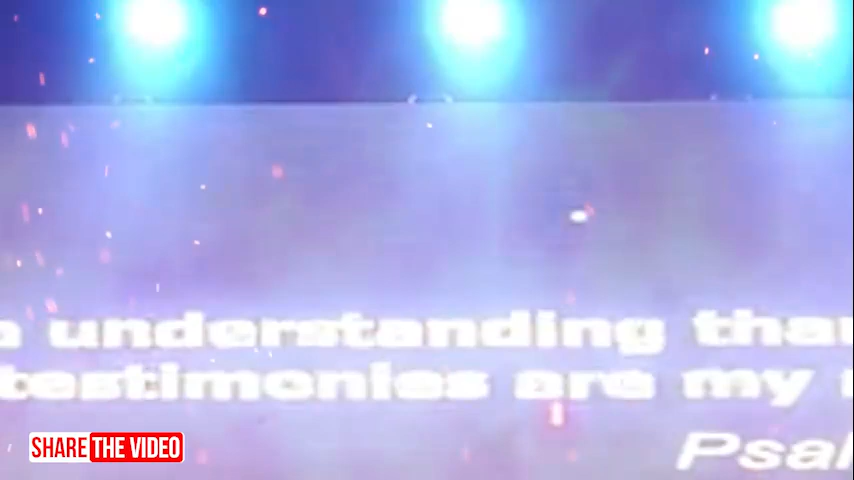 understanding than
testimonies are my
Psal
SHARE THE VIDEO